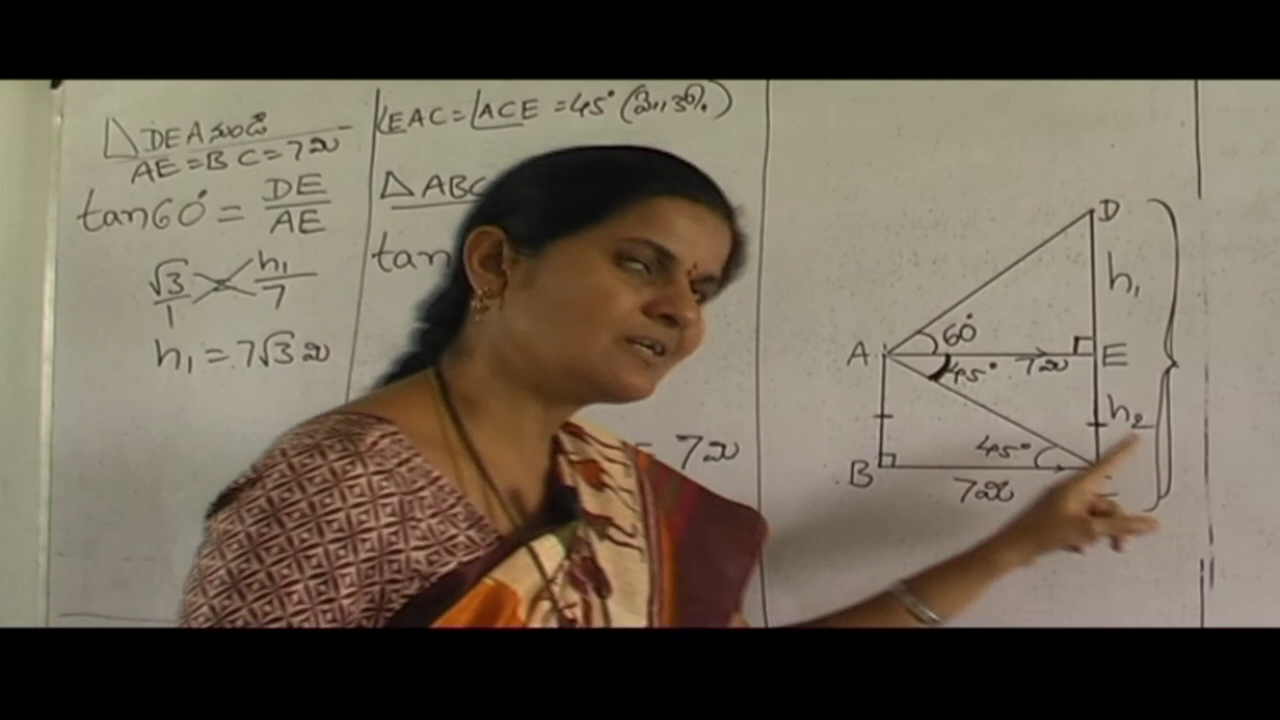 △DEA నుండి
AE = BC = 7మీ
tan60° = DE/AE
√3/1 h₁/7
h₁ = 7√3 మీ
∠EAC = ∠ACE = 45°
△ABC
tan
= 7మీ
D
h₁
60°
A E
45° 7మీ
h₂
45°
B
7మీ